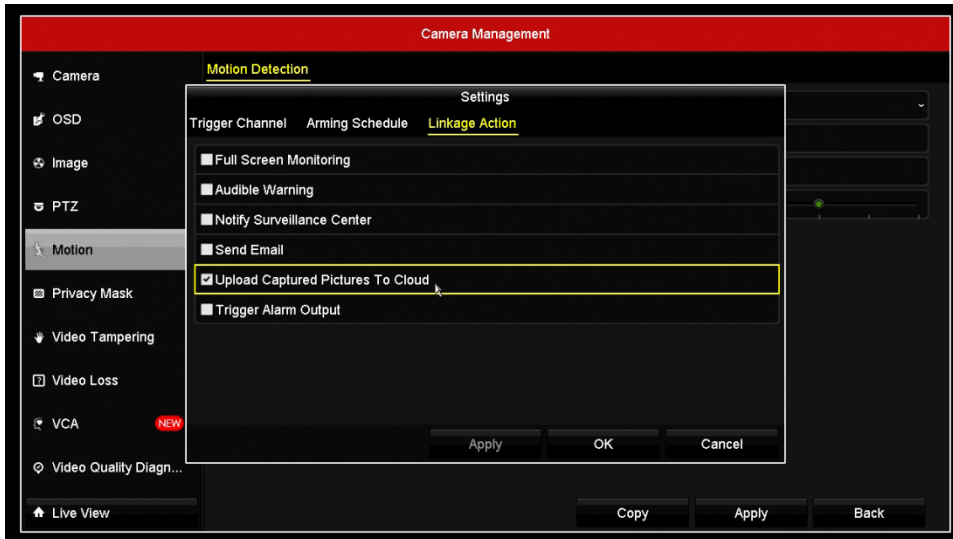 Camera Management
Camera
OSD
Image
PTZ
Motion
Privacy Mask
Video Tampering
Video Loss
VCA NEW
Video Quality Diagn...
Live View
Motion Detection
Settings
Trigger Channel Arming Schedule Linkage Action
Full Screen Monitoring
Audible Warning
Notify Surveillance Center
Send Email
Upload Captured Pictures To Cloud
Trigger Alarm Output
Apply OK Cancel
Copy Apply Back